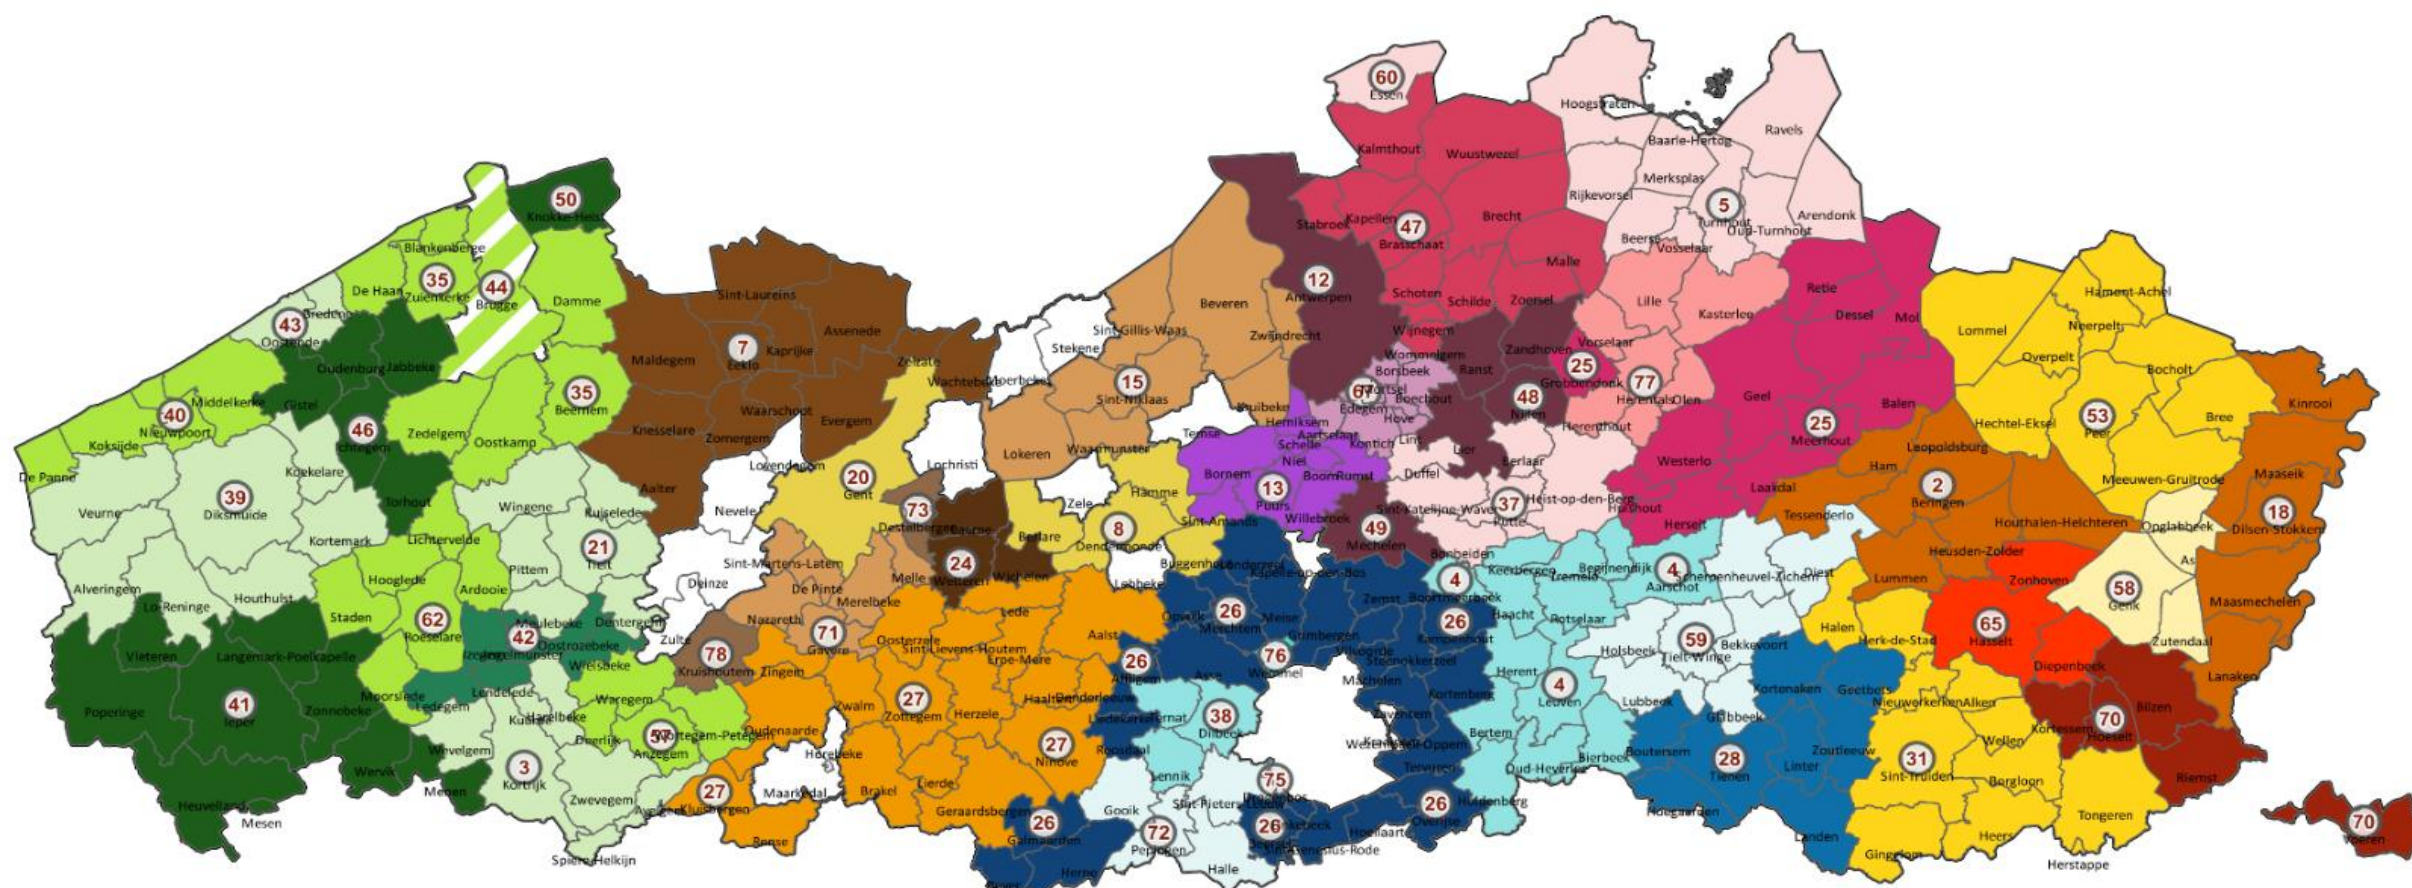 60
Essen
Hoogstraten
Ravels
Baarle-Hertog
Kalmthout
Wuustwezel
Merksplas
Rijkevorsel
50
Knokke-Heist
5
Turnhout
Arendonk
Stabroek
Kapellen
47
Brecht
Brasschaat
Oud-Turnhout
Beerse
Vosselaar
Blankenberge
35
Zuienkerke
44
Brugge
De Haan
Damme
Sint-Laureins
12
Antwerpen
Malle
Beveren
Schoten
Schilde
Zoersel
Lille
Kasterlee
Retie
Dessel
Mol
Hamont-Achel
Neerpelt
Lommel
43
Bredene
Oostende
Assenede
Sint-Gillis-Waas
Zwijndrecht
Wijnegem
Stekene
7
Kaprijke
Eeklo
Maldegem
Zelzate
Wommelgem
Zandhoven
Vorselaar
Overpelt
Bocholt
Oudenburg
Jabbeke
Wachtebeke
Moerbeke
15
Sint-Niklaas
Borsbeek
Ranst
25
Grobbendonk
77
Herentals
Olen
Geel
Balen
Kinrooi
35
Beernem
Middelkerke
40
Nieuwpoort
Gistel
Waarschoot
Evergem
Kruibeke
67
Mortsel
Edegem
Boechout
Hove
48
Nijlen
Herenthout
25
Meerhout
Hechtel-Eksel
53
Peer
Bree
Koksijde
46
Ichtegem
Zedelgem
Oostkamp
Knesselare
Zomergem
Temse
Hemiksem
Aartselaar
Schelle
Kontich
Lint
Lier
Berlaar
Leopoldsburg
De Panne
Koekelare
Lovendegem
Lochristi
Lokeren
Waasmunster
Niel
Duffel
Westerlo
Ham
39
Diksmuide
Torhout
Aalter
20
Gent
Bornem
Boom
Rumst
13
Puurs
2
Beringen
Meeuwen-Gruitrode
Maaseik
Veurne
Wingene
Ruiselede
Nevele
73
Destelbergen
Laarne
Zele
Hamme
Sint-Amands
Willebroek
Sint-Katelijne-Waver
37
Putte
Heist-op-den-Berg
Hulshout
Laakdal
Herselt
Tessenderlo
Houthalen-Helchteren
Opglabbeek
18
Dilsen-Stokkem
Kortemark
Lichtervelde
21
Tielt
Berlare
8
Dendermonde
49
Mechelen
Bonheiden
Heusden-Zolder
As
24
Wetteren
Wichelen
Sint-Martens-Latem
De Pinte
Melle
Merelbeke
Buggenhout
Londerzeel
Kapelle-op-den-Bos
Lebbeke
Pittem
Hooglede
Ardooie
Deinze
Alveringem
Houthulst
Lo-Reninge
4
Boortmeerbeek
Keerbergen
Tremelo
Begijnendijk
4
Aarschot
Scherpenheuvel-Zichem
Diest
Lummen
Zonhoven
58
Genk
Maasmechelen
Staden
62
Roeselare
42
Meulebeke
Dentergem
Oostrozebeke
Ingelmunster
Wielsbeke
Zulte
Nazareth
71
Gavere
Lede
Aalst
Opwijk
26
Merchtem
Meise
Zemst
26
Kampenhout
Haacht
Rotselaar
Halen
Herk-de-Stad
65
Hasselt
Zutendaal
Vleteren
Langemark-Poelkapelle
78
Kruishoutem
Zingem
Oosterzele
Sint-Lievens-Houtem
Erpe-Mere
26
Affligem
Asse
76
Wemmel
Grimbergen
Vilvoorde
Steenokkerzeel
Machelen
Holsbeek
59
Tielt-Winge
Bekkevoort
Diepenbeek
Lanaken
Poperinge
41
Ieper
Zonnebeke
Moorslede
Ledegem
Lendelede
Waregem
27
Zottegem
Zwalm
Herzele
Haaltert
Denderleeuw
Liedekerke
Ternat
38
Dilbeek
Kortenberg
Herent
4
Leuven
Lubbeek
Glabbeek
Kortenaken
Geetbets
Nieuwerkerken
Alken
Kortessem
70
Hoeselt
Bilzen
Kuurne
Harelbeke
Deerlijk
57
Anzegem
Wortegem-Petegem
Oudenaarde
Horebeke
27
Ninove
Roosdaal
Zaventem
Wezembeek-Oppem
Tervuren
Bertem
Oud-Heverlee
Bierbeek
Boutersem
28
Tienen
Linter
Zoutleeuw
31
Sint-Truiden
Wellen
Borgloon
Riemst
Wevelgem
Wervik
Menen
3
Kortrijk
Zwevegem
Avelgem
27
Kluisbergen
Maarkedal
Brakel
Lierde
Geraardsbergen
Lennik
75
Drogenbos
Sint-Pieters-Leeuw
Gooik
26
Overijse
Huldenberg
Hoegaarden
Heuvelland
Mesen
Ronse
26
Galmaarden
72
Pepingen
26
Linkebeek
Beersel
Sint-Genesius-Rode
Hoeilaart
Landen
Gingelom
Heers
Tongeren
70
Voeren
Spiere-Helkijn
Herne
Halle
Herstappe